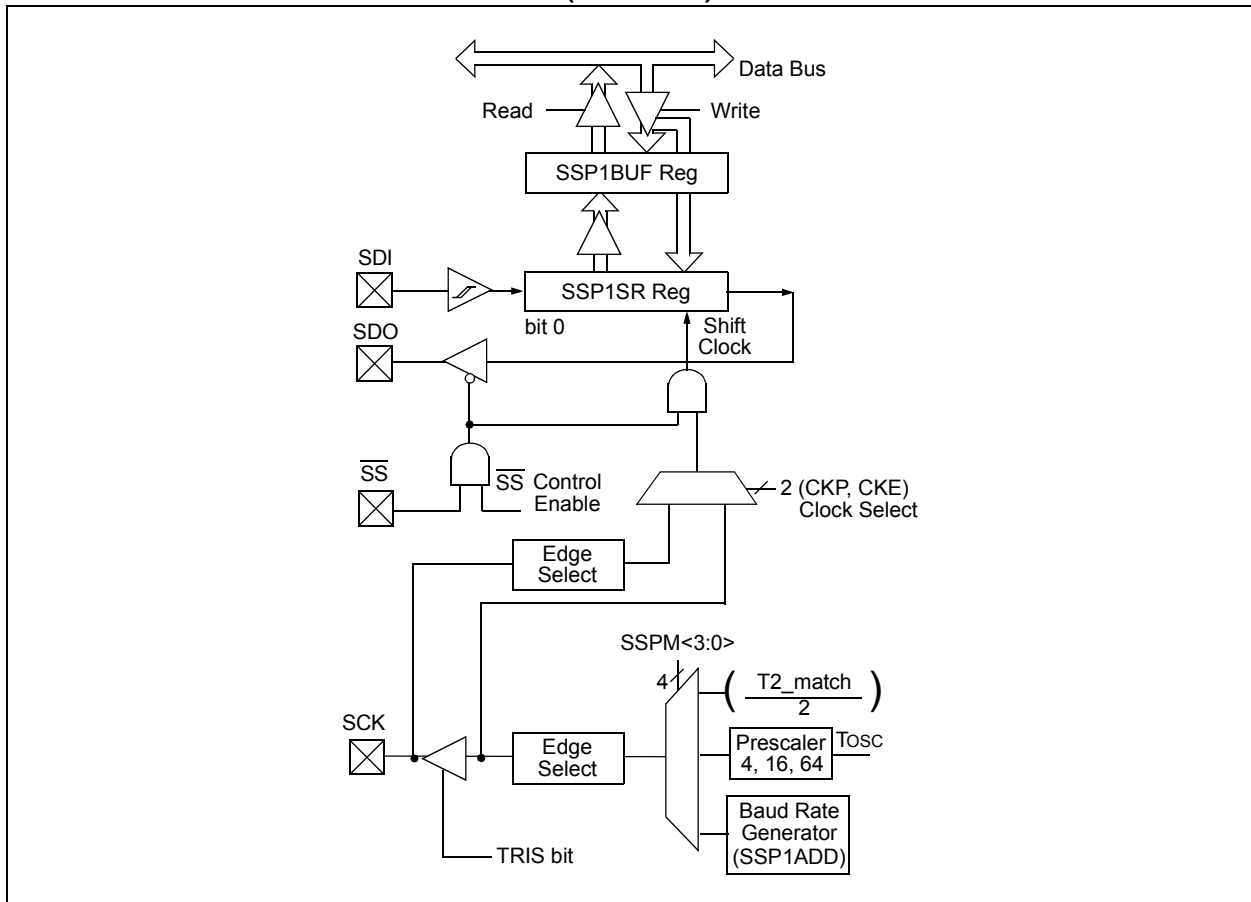 Data Bus
Read
Write
SSP1BUF Reg
SDI
SSP1SR Reg
bit 0
Shift
Clock
SDO
SS
SS Control
Enable
2 (CKP, CKE)
Clock Select
Edge
Select
SSPM<3:0>
4
( T2_match
2 )
SCK
Edge
Select
Prescaler
4, 16, 64
TOSC
Baud Rate
Generator
(SSP1ADD)
TRIS bit